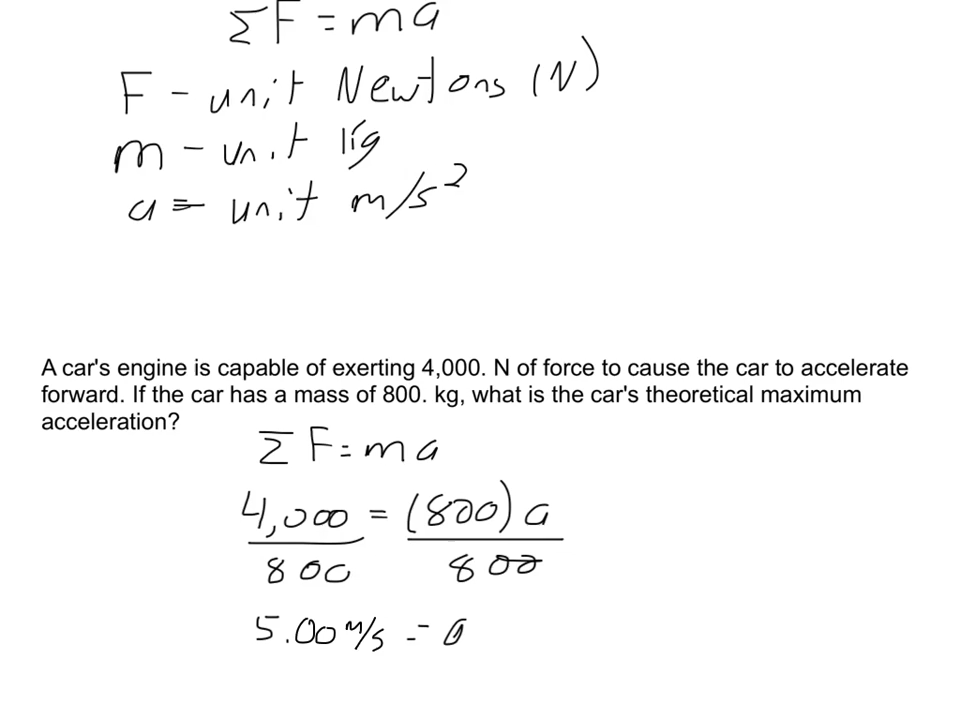 ΣF = ma
F - unit Newtons (N)
m - unit kg
a = unit m/s²
A car's engine is capable of exerting 4,000. N of force to cause the car to accelerate
forward. If the car has a mass of 800. kg, what is the car's theoretical maximum
acceleration?
ΣF = ma
4,000 = (800) a
800 800
5.00 m/s = a